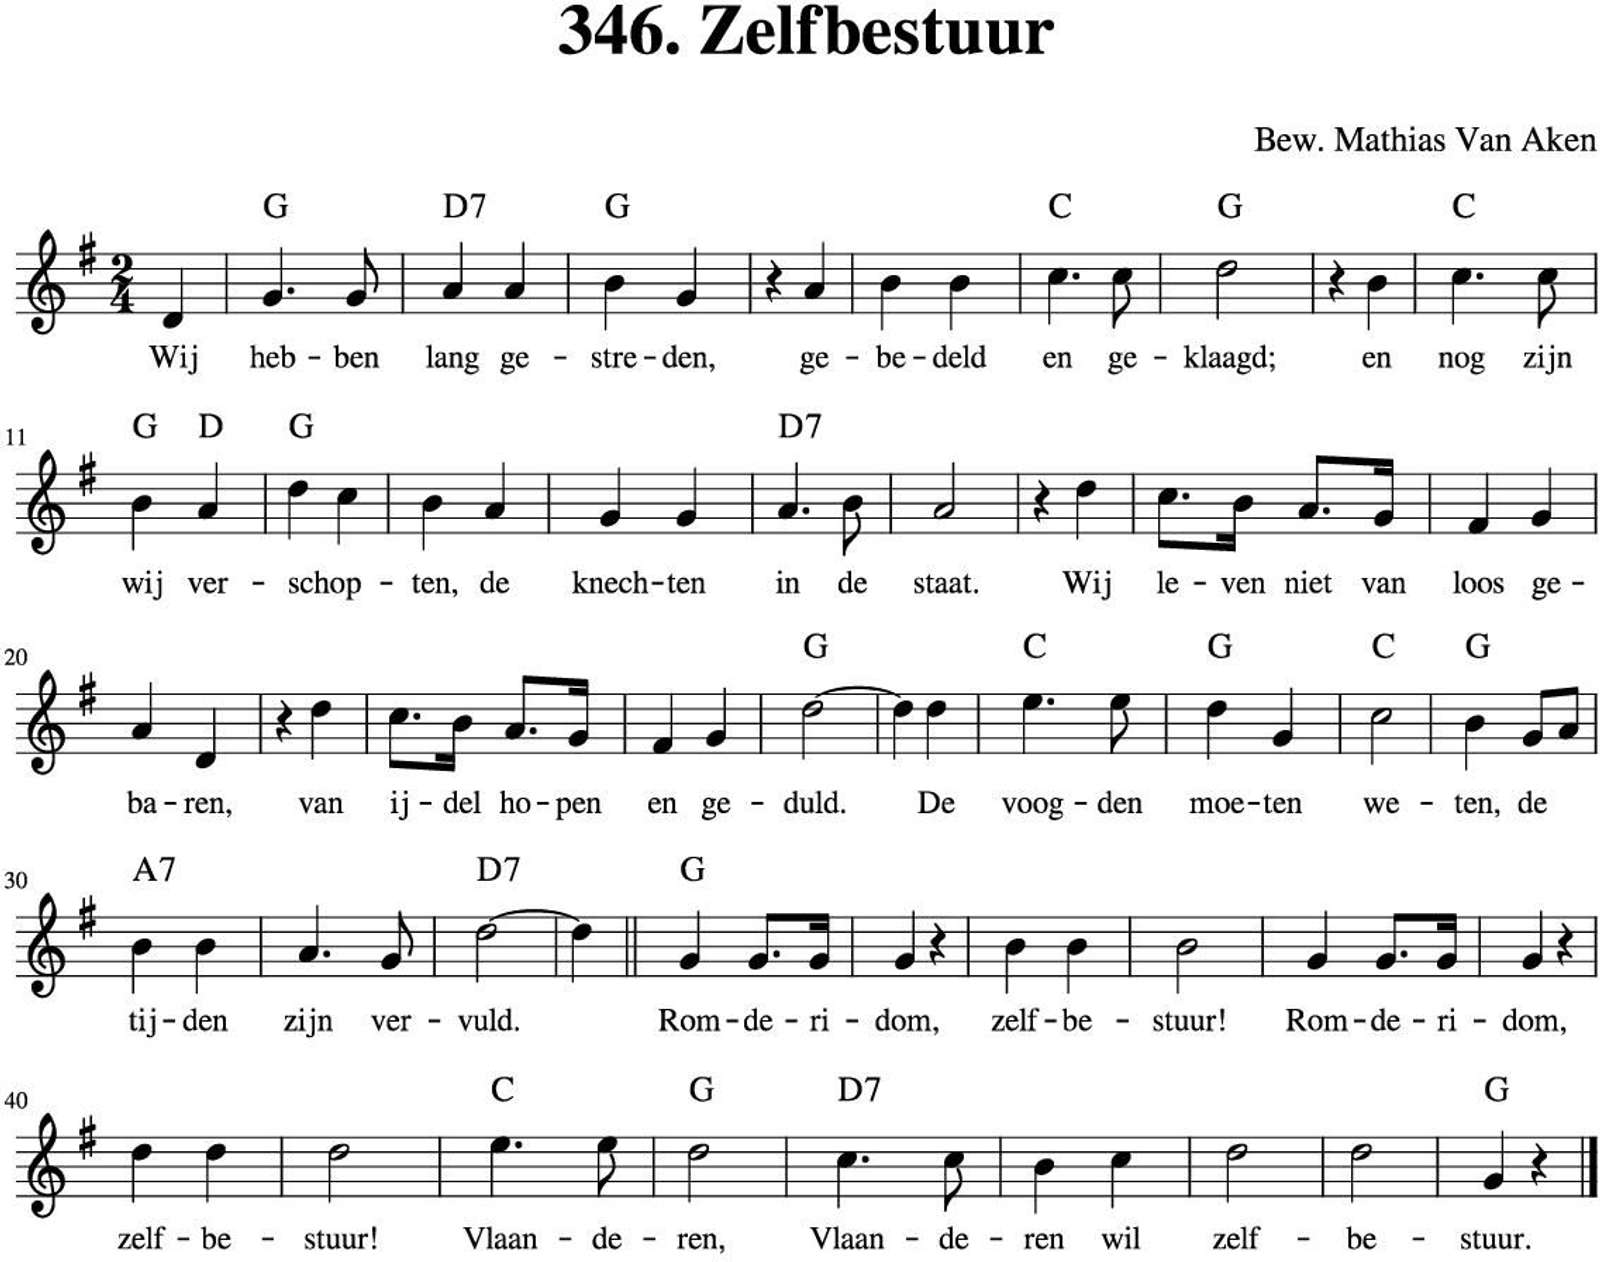 346. Zelfbestuur
Bew. Mathias Van Aken
G D7 G C G C
2
4
Wij heb - ben lang ge - stre - den, ge - be - deld en ge - klaagd; en nog zijn
11 G D G D7
wij ver - schop - ten, de knech - ten in de staat. Wij le - ven niet van loos ge -
20 G C G C G
ba - ren, van ij - del ho - pen en ge - duld. De voog - den moe - ten we - ten, de
30 A7 D7 G
tij - den zijn ver - vuld. Rom - de - ri - dom, zelf - be - stuur! Rom - de - ri - dom,
40 C G D7 G
zelf - be - stuur! Vlaan - de - ren, Vlaan - de - ren wil zelf - be - stuur.